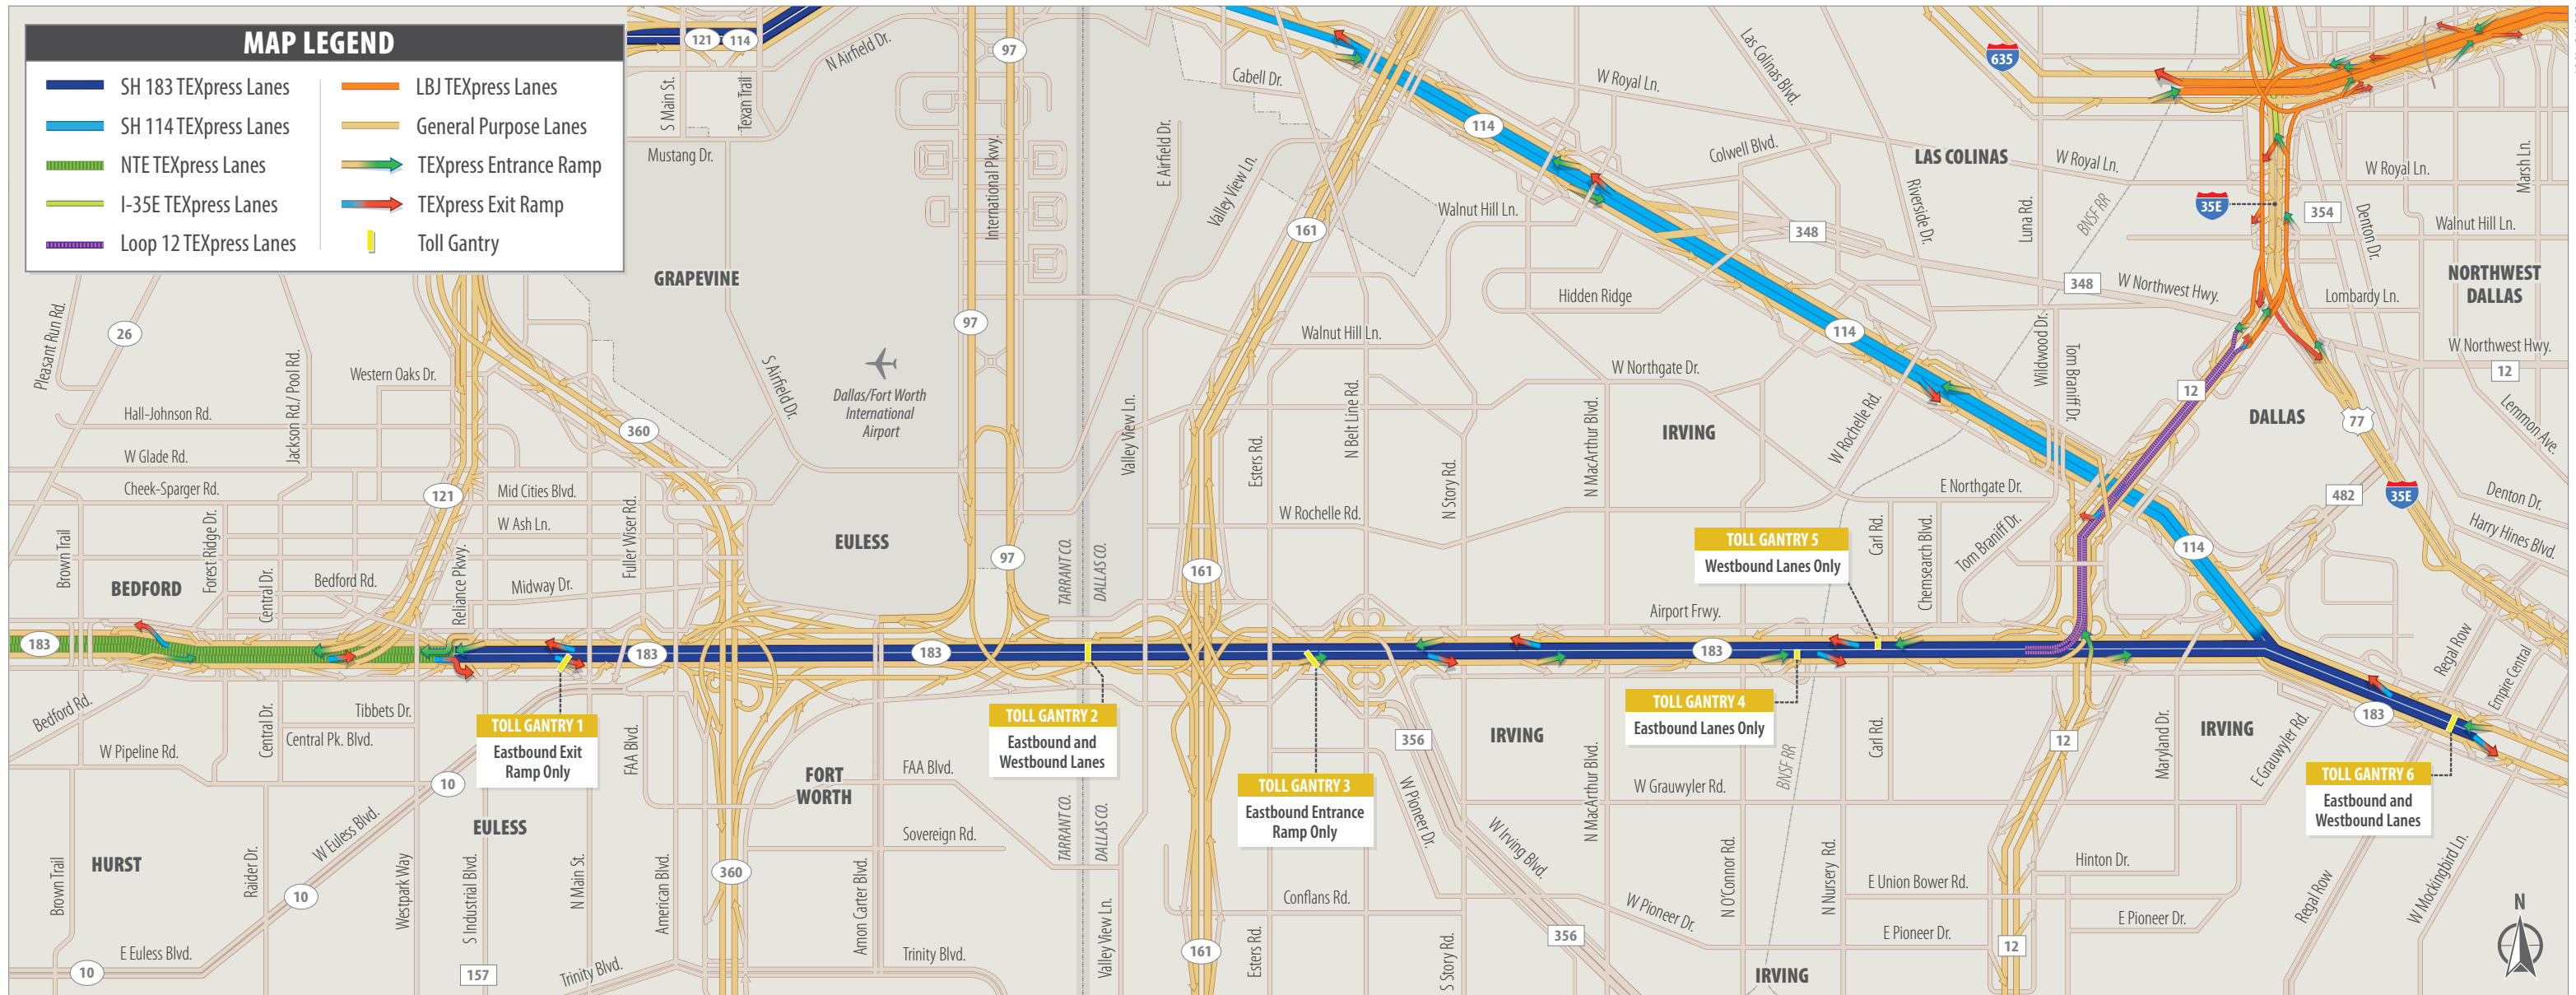 MAP LEGEND
SH 183 TEXpress Lanes
SH 114 TEXpress Lanes
NTE TEXpress Lanes
I-35E TEXpress Lanes
Loop 12 TEXpress Lanes
LBJ TEXpress Lanes
General Purpose Lanes
TEXpress Entrance Ramp
TEXpress Exit Ramp
Toll Gantry
121
114
N Airfield Dr.
S Main St.
Texan Trail
Mustang Dr.
97
International Pkwy.
E Airfield Dr.
Valley View Ln.
Cabell Dr.
114
W Royal Ln.
Las Colinas Blvd.
635
Colwell Blvd.
LAS COLINAS
W Royal Ln.
W Royal Ln.
Marsh Ln.
BNSF RR
Luna Rd.
Riverside Dr.
35E
354
Denton Dr.
Walnut Hill Ln.
Walnut Hill Ln.
161
348
GRAPEVINE
NORTHWEST
DALLAS
348
W Northwest Hwy.
Lombardy Ln.
Hidden Ridge
Pleasant Run Rd.
26
97
114
Walnut Hill Ln.
W Northwest Hwy.
12
Wildwood Dr.
Tom Braniff Dr.
Jackson Rd./ Pool Rd.
Western Oaks Dr.
S Airfield Dr.
Dallas/Fort Worth
International
Airport
W Northgate Dr.
12
Hall-Johnson Rd.
360
Valley View Ln.
Esters Rd.
N Belt Line Rd.
N Story Rd.
N MacArthur Blvd.
IRVING
W Rochelle Rd.
DALLAS
77
Lemmon Ave.
W Glade Rd.
Cheek-Sparger Rd.
121
Mid Cities Blvd.
W Ash Ln.
Fuller Wiser Rd.
E Northgate Dr.
482
35E
Denton Dr.
Harry Hines Blvd.
W Rochelle Rd.
Brown Trail
Forest Ridge Dr.
EULESS
97
TARRANT CO.
DALLAS CO.
161
TOLL GANTRY 5
Westbound Lanes Only
Carl Rd.
Chemsearch Blvd.
Tom Braniff Dr.
114
BEDFORD
Central Dr.
Bedford Rd.
Reliance Pkwy.
Midway Dr.
Airport Frwy.
183
183
183
183
Regal Row
Empire Central
183
Bedford Rd.
Central Dr.
Tibbets Dr.
Central Pk. Blvd.
W Pipeline Rd.
TOLL GANTRY 1
Eastbound Exit
Ramp Only
FAA Blvd.
TOLL GANTRY 2
Eastbound and
Westbound Lanes
TOLL GANTRY 3
Eastbound Entrance
Ramp Only
356
IRVING
TOLL GANTRY 4
Eastbound Lanes Only
Carl Rd.
BNSF RR
12
Maryland Dr.
IRVING
E Grauwyler Rd.
TOLL GANTRY 6
Eastbound and
Westbound Lanes
10
FORT
WORTH
FAA Blvd.
W Pioneer Dr.
N MacArthur Blvd.
W Grauwyler Rd.
EULESS
W Euless Blvd.
Sovereign Rd.
TARRANT CO.
DALLAS CO.
W Irving Blvd.
HURST
Brown Trail
Raider Dr.
10
Westpark Way
S Industrial Blvd.
N Main St.
American Blvd.
360
Amon Carter Blvd.
Conflans Rd.
N O'Connor Rd.
N Nursery Rd.
E Union Bower Rd.
Hinton Dr.
W Pioneer Dr.
E Pioneer Dr.
E Pioneer Dr.
Regal Row
W Mockingbird Ln.
N
E Euless Blvd.
10
157
Trinity Blvd.
Trinity Blvd.
Valley View Ln.
161
Esters Rd.
S Story Rd.
356
IRVING
12